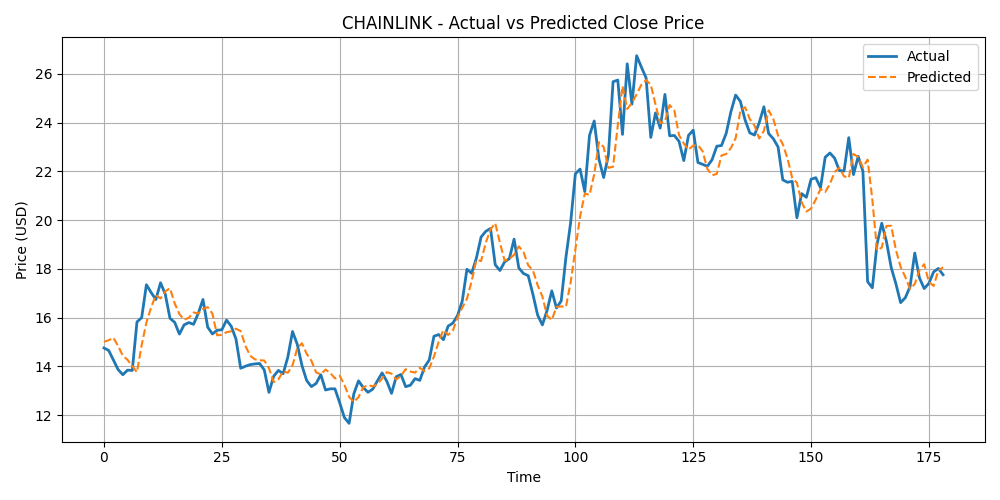 CHAINLINK - Actual vs Predicted Close Price
Actual
Predicted
Price (USD)
26
24
22
20
18
16
14
12
0 25 50 75 100 125 150 175
Time